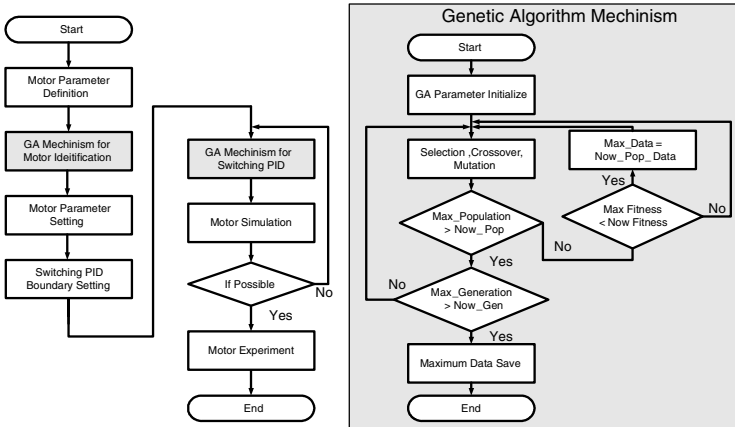 Start
Motor Parameter
Definition
GA Mechinism for
Motor Ideitification
Motor Parameter
Setting
Switching PID
Boundary Setting
GA Mechinism for
Switching PID
Motor Simulation
If Possible
No
Yes
Motor Experiment
End
Genetic Algorithm Mechinism
Start
GA Parameter Initialize
Selection ,Crossover,
Mutation
Max_Population
> Now_Pop
No
Yes
Max_Generation
> Now_Gen
No
Yes
Maximum Data Save
End
Max_Data =
Now_Pop_Data
Yes
Max Fitness
< Now Fitness
No